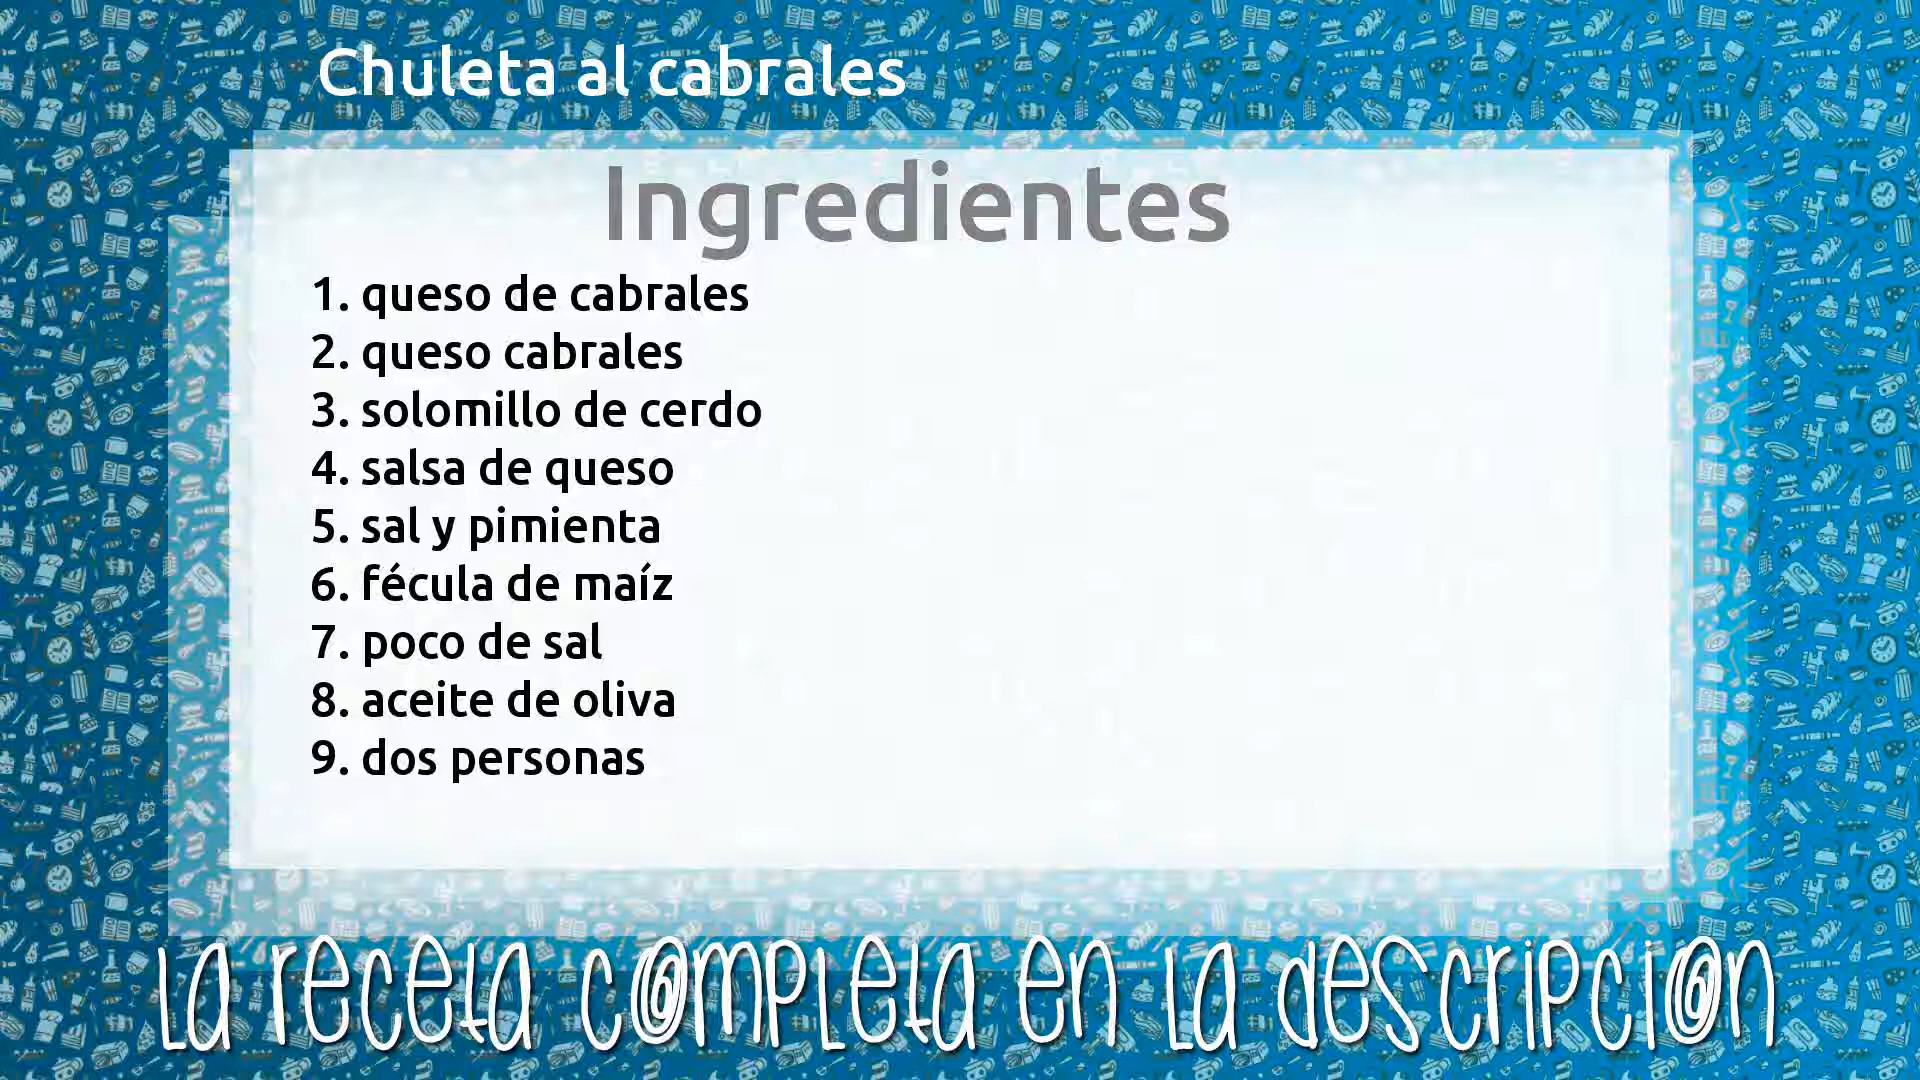 Chuleta al cabrales
Ingredientes
1. queso de cabrales
2. queso cabrales
3. solomillo de cerdo
4. salsa de queso
5. sal y pimienta
6. fécula de maíz
7. poco de sal
8. aceite de oliva
9. dos personas
La receta c@mpleta en la descripci@n